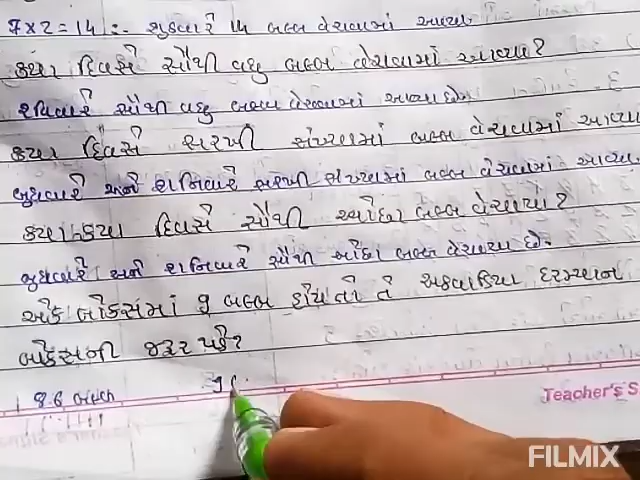 7 x 2 = 14 :- શુક્રવારે 14 બલ્બ વેચવામાં આવ્યા.
કયા દિવસે સૌથી વધુ બલ્બ વેચવામાં આવ્યા?
રવિવારે સૌથી વધુ બલ્બ વેચવામાં આવ્યા છે.
કયા દિવસે સરખી સંખ્યામાં બલ્બ વેચવામાં આવ્યા
બુધવારે અને શનિવારે સરખી સંખ્યામાં બલ્બ વેચવામાં આવ્યા.
કયા કયા દિવસે સૌથી ઓછા બલ્બ વેચાયો?
બુધવારે અને શનિવારે સૌથી ઓછા બલ્બ વેચાયા છે.
એક બોક્સમાં ૧ બલ્બ હોય તો તે અઠવાડિયા દરમ્યાન
બોક્સની જરૂર પડે?
બલ્બ
Teacher's S
FILMIX